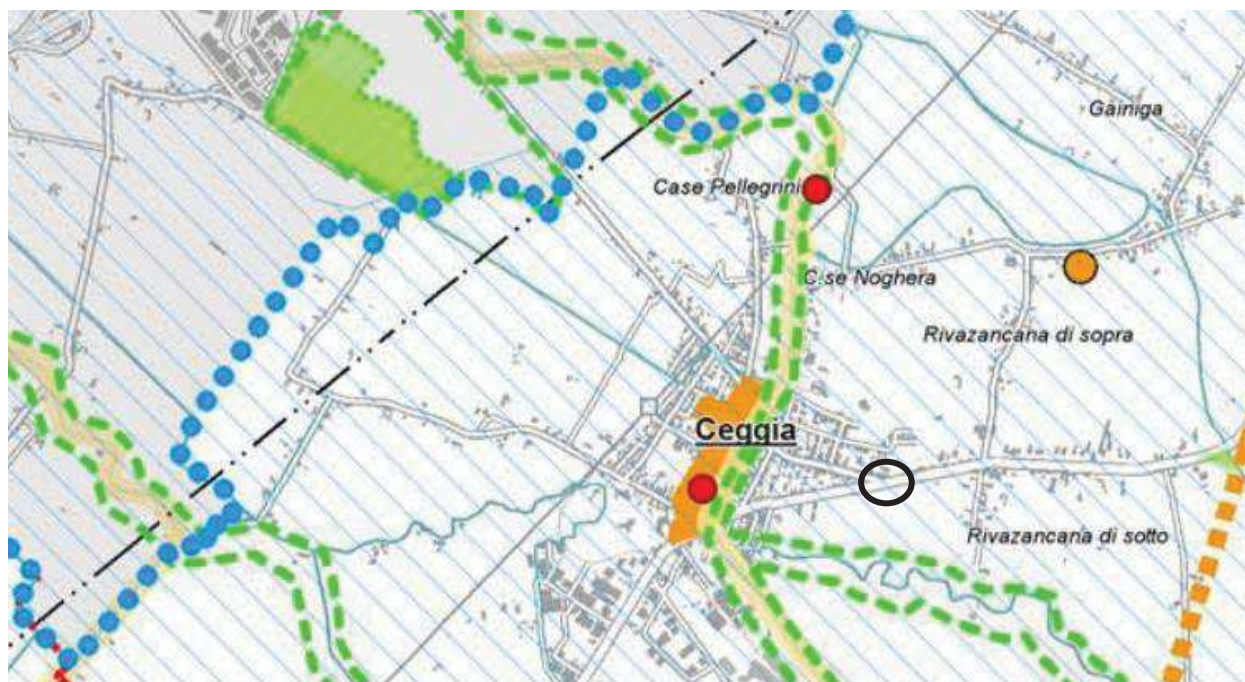 Gainiga
Case Pellegrini
C.se Noghera
Rivazancana di sopra
Ceggia
Rivazancana di sotto